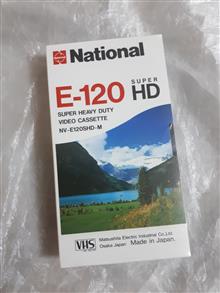 National
E-120 SUPER HD
SUPER HEAVY DUTY
VIDEO CASSETTE
NV-E120SHD-M
VHS
Matsushita Electric Industrial Co.,Ltd.
Osaka Japan Made in Japan.